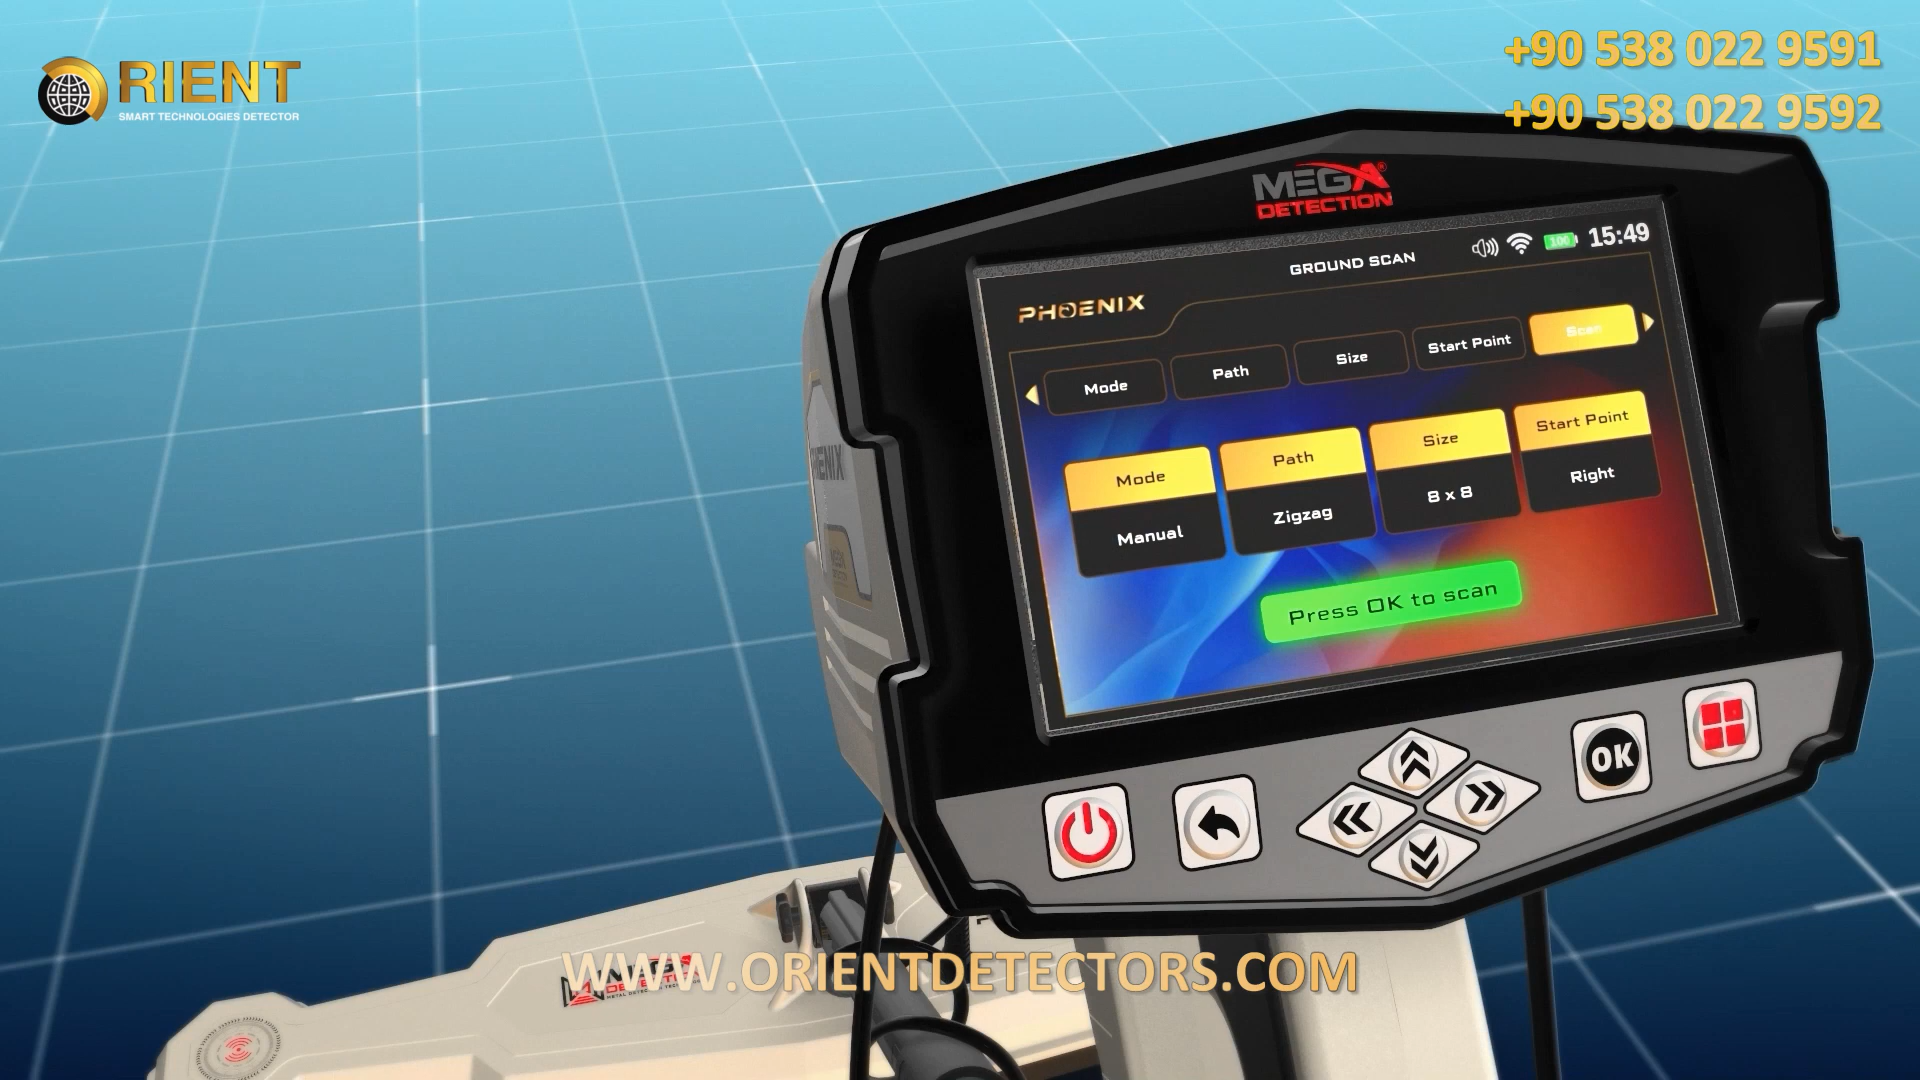 ORIENT
SMART TECHNOLOGIES DETECTOR
+90 538 022 9591
+90 538 022 9592
MEGA
DETECTION
GROUND SCAN
100
15:49
PHOENIX
Mode
Path
Size
Start Point
Scan
Mode
Path
Size
Start Point
Manual
Zigzag
8 x 8
Right
Press OK to scan
OK
WWW.ORIENTDETECTORS.COM